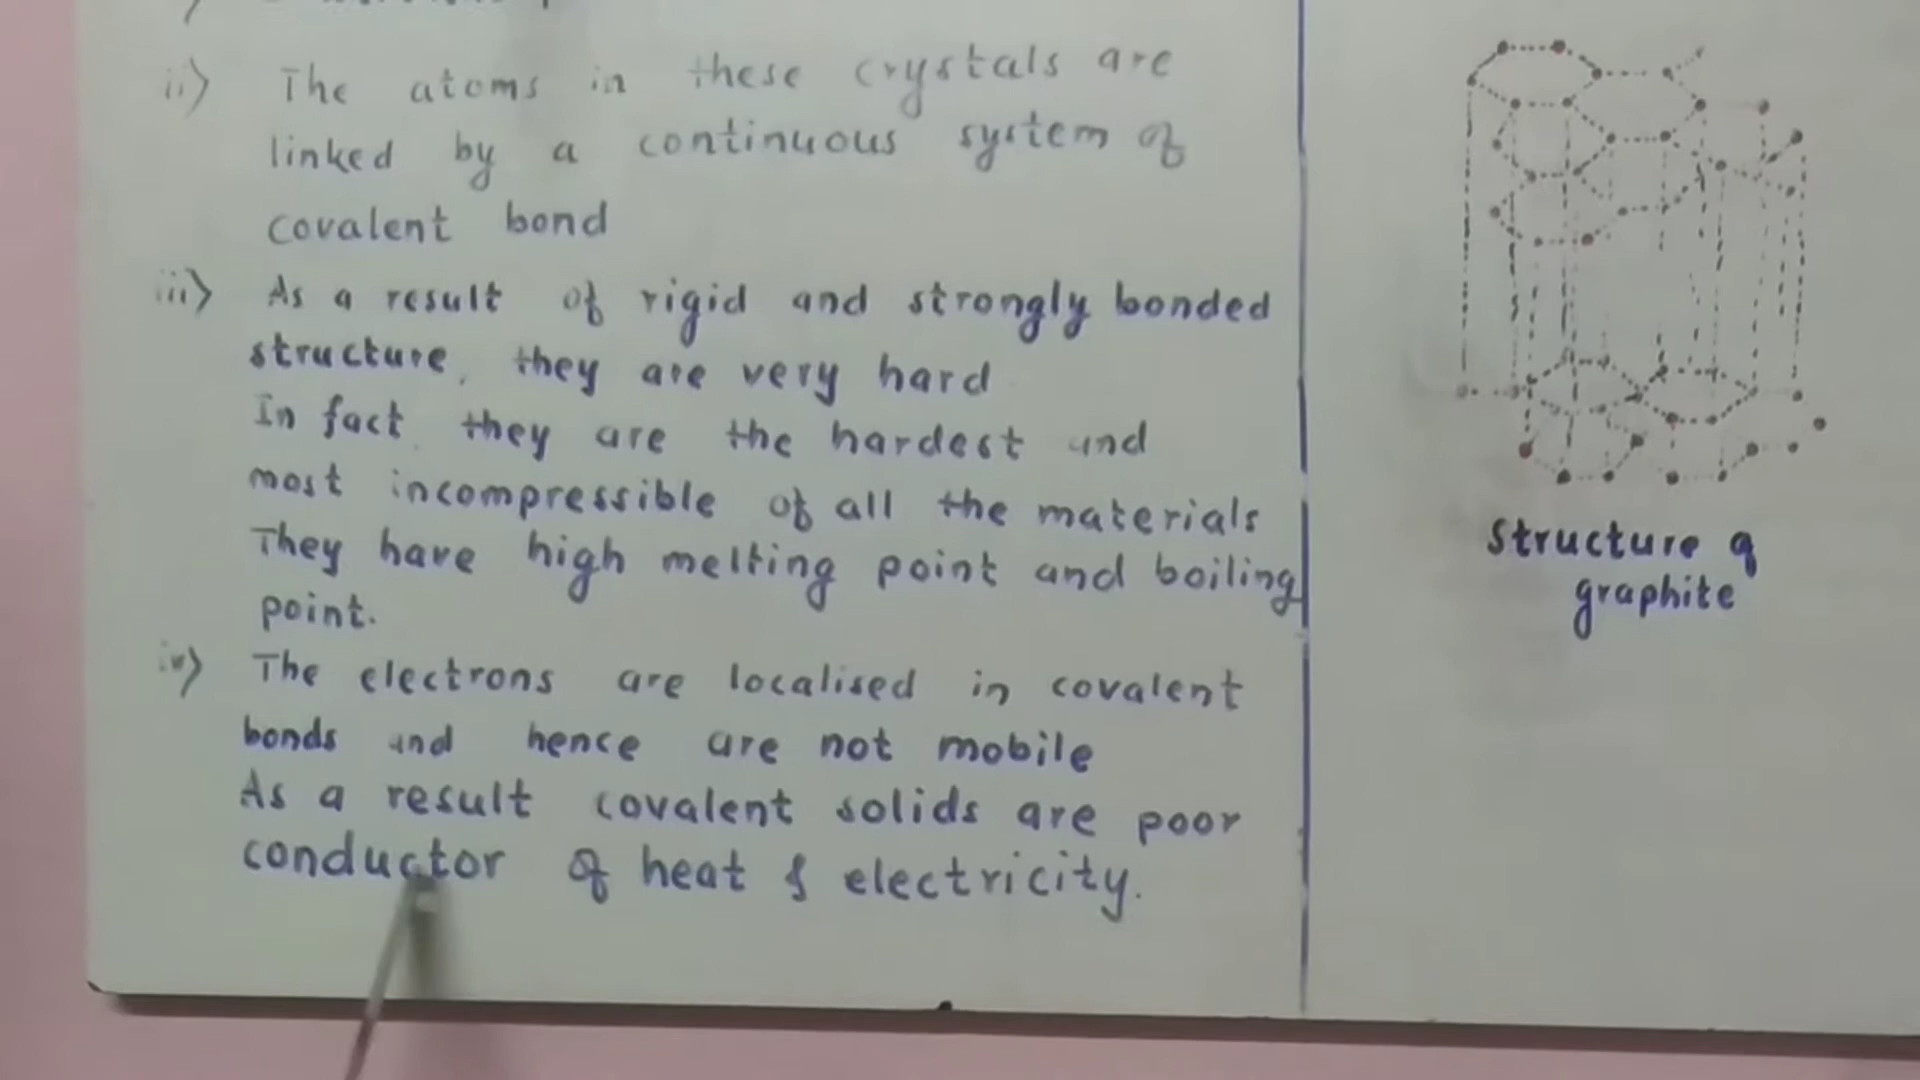 ii) The atoms in these crystals are
linked by a continuous system of
covalent bond
iii) As a result of rigid and strongly bonded
structure, they are very hard
In fact they are the hardest and
most incompressible of all the materials
They have high melting point and boiling
point.
iv) The electrons are localised in covalent
bonds and hence are not mobile
As a result covalent solids are poor
conductor of heat & electricity.
structure of
graphite